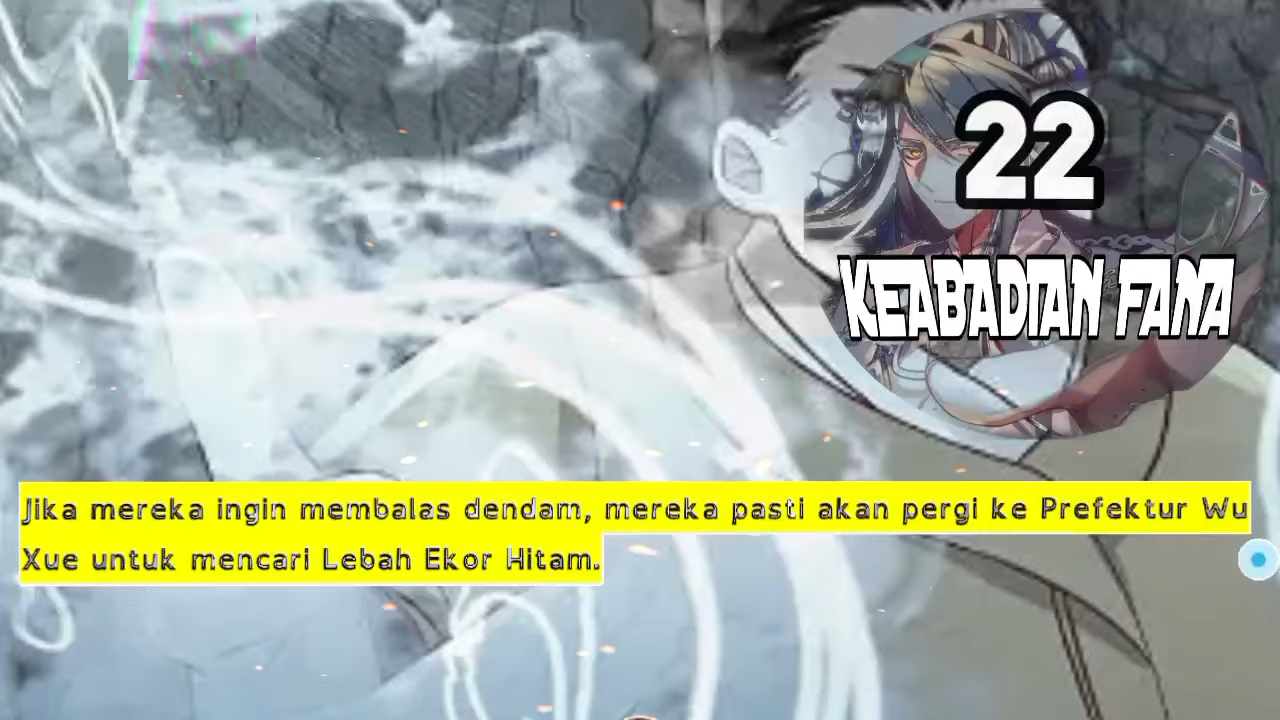 22
KEABADIAN FANA
Jika mereka ingin membalas dendam, mereka pasti akan pergi ke Prefektur Wu
Xue untuk mencari Lebah Ekor Hitam.